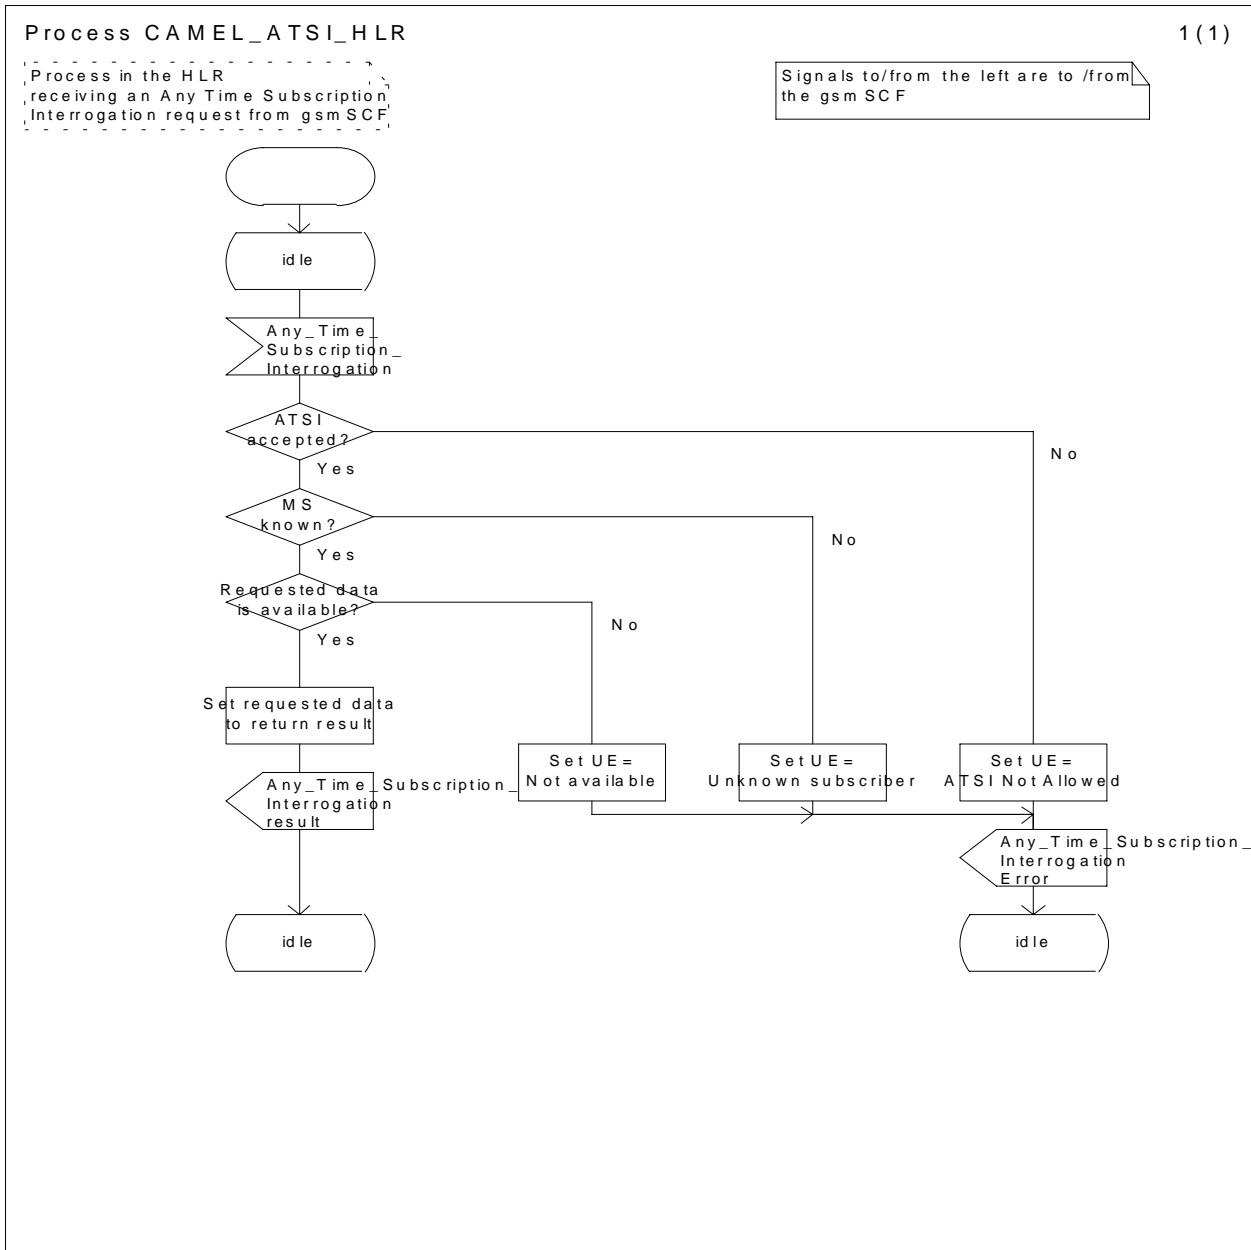 Process CAMEL_ATSI_HLR
1(1)
Process in the HLR
receiving an Any Time Subscription
Interrogation request from gsmSCF
Signals to/from the left are to /from
the gsmSCF
idle
Any_Time_
Subscription_
Interrogation
ATSI
accepted?
No
Yes
MS
known?
No
Yes
Requested data
is available?
No
Yes
Set requested data
to return result
Set UE=
Not available
Set UE=
Unknown subscriber
Set UE=
ATSI Not Allowed
Any_Time_Subscription_
Interrogation
result
Any_Time_Subscription_
Interrogation
Error
idle
idle